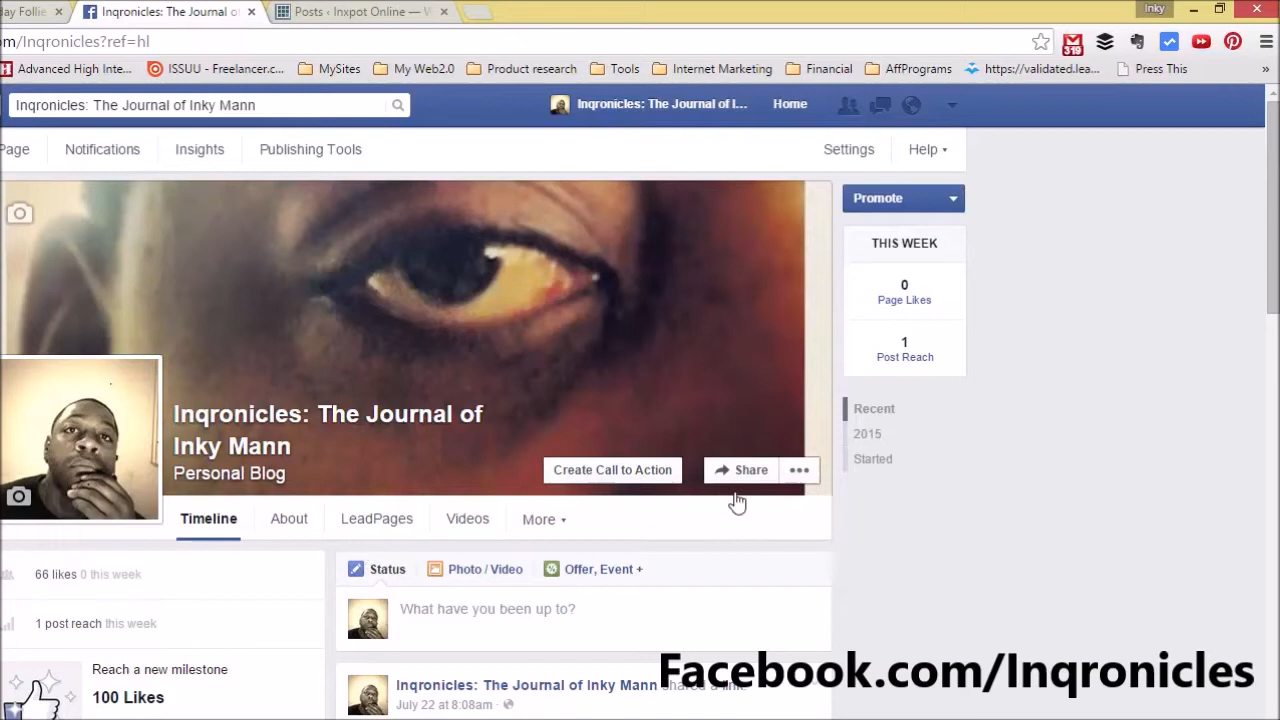 day Follie
Inqronicles: The Journal of
Posts ‹ Inxpot Online — W
Inky
om/Inqronicles?ref=hl
319
Advanced High Inte...
ISSUU - Freelancer...
MySites
My Web2.0
Product research
Tools
Internet Marketing
Financial
AffPrograms
https://validated.lea...
Press This
»
Inqronicles: The Journal of Inky Mann
Inqronicles: The Journal of I...
Home
Page
Notifications
Insights
Publishing Tools
Settings
Help
Promote
THIS WEEK
0
Page Likes
1
Post Reach
Recent
2015
Started
Inqronicles: The Journal of
Inky Mann
Personal Blog
Create Call to Action
Share
Timeline
About
LeadPages
Videos
More
66 likes 0 this week
1 post reach this week
Reach a new milestone
100 Likes
Status
Photo / Video
Offer, Event +
What have you been up to?
Inqronicles: The Journal of Inky Mann shared a link.
July 22 at 8:08am ·
Facebook.com/Inqronicles